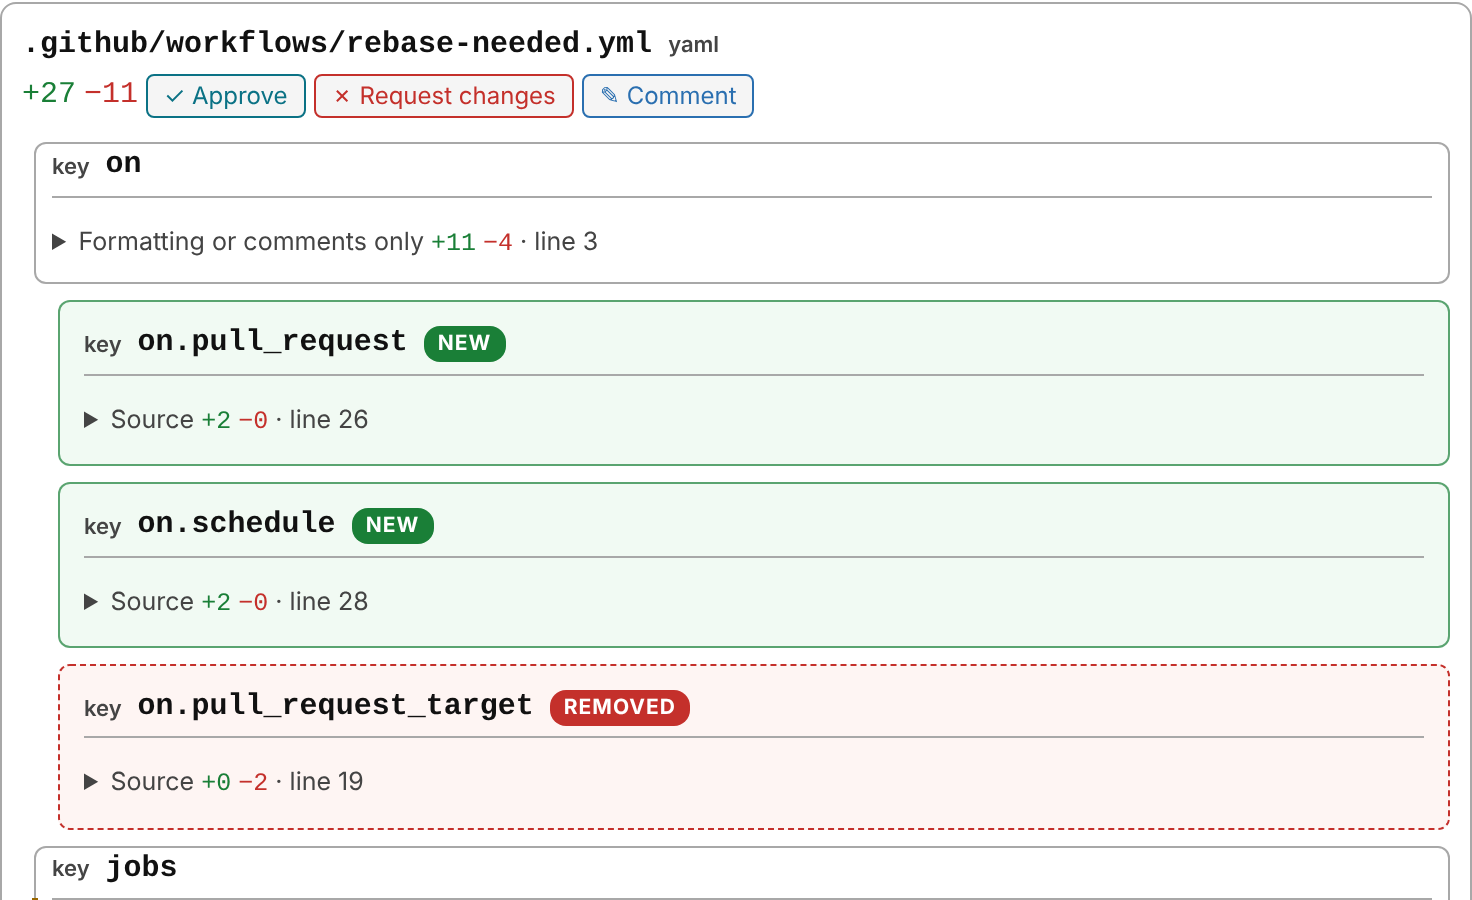 .github/workflows/rebase-needed.yml yaml
+27 −11 ✓ Approve × Request changes ✎ Comment
key on
▶ Formatting or comments only +11 −4 · line 3
key on.pull_request NEW
▶ Source +2 −0 · line 26
key on.schedule NEW
▶ Source +2 −0 · line 28
key on.pull_request_target REMOVED
▶ Source +0 −2 · line 19
key jobs